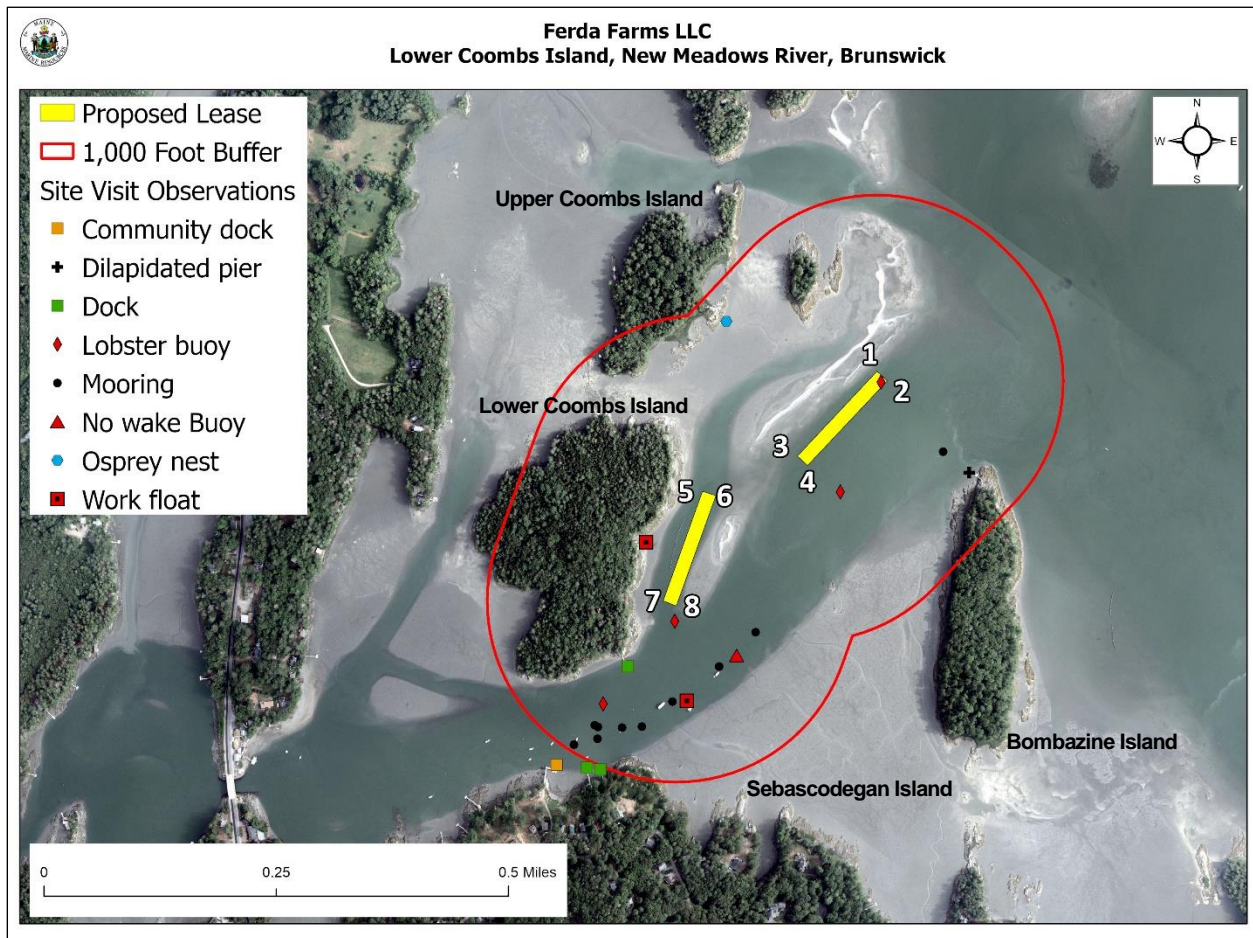 Ferda Farms LLC
Lower Coombs Island, New Meadows River, Brunswick
Proposed Lease
1,000 Foot Buffer
Site Visit Observations
Community dock
Dilapidated pier
Dock
Lobster buoy
Mooring
No wake Buoy
Osprey nest
Work float
N
W E
S
Upper Coombs Island
Lower Coombs Island
1
2
3
4
5 6
7 8
Bombazine Island
Sebascodegan Island
0 0.25 0.5 Miles